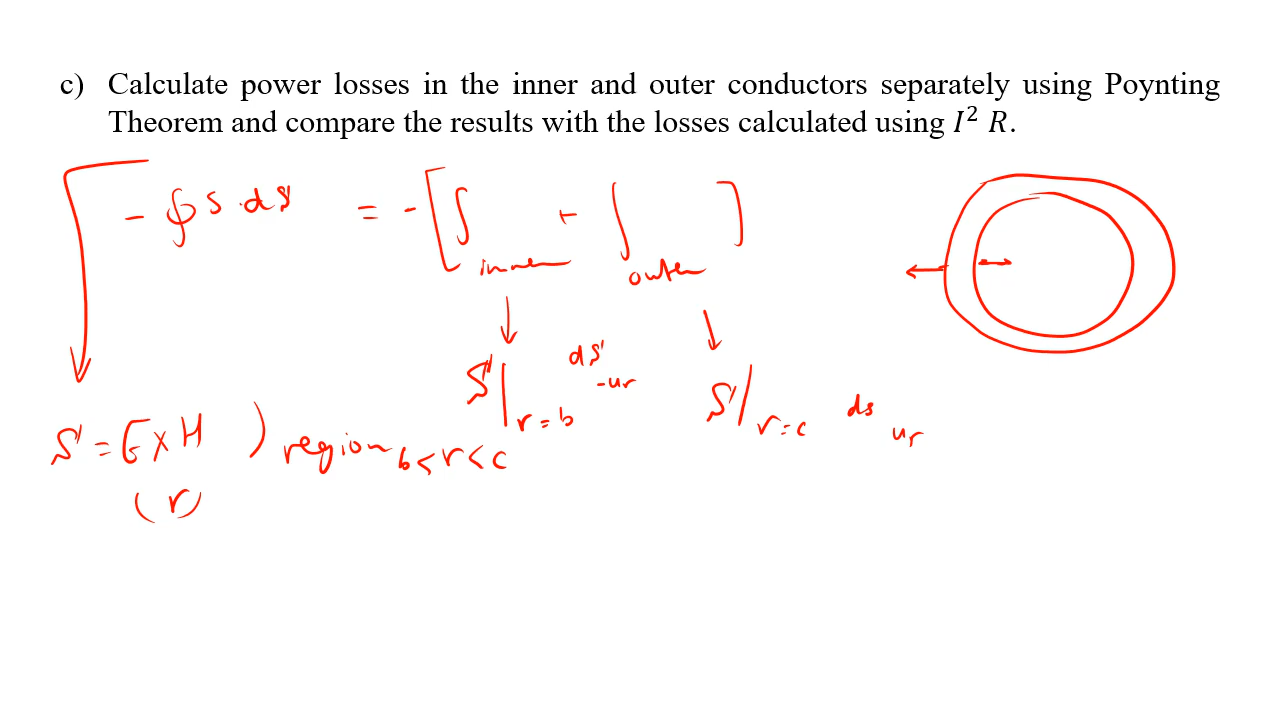 c) Calculate power losses in the inner and outer conductors separately using Poynting
Theorem and compare the results with the losses calculated using I² R.
- ∮ S · dS = - [ ∫inner + ∫outer ]
S|r=b dS -ur
S|r=c ds ur
S = E×H ) region b<r<c
(r)